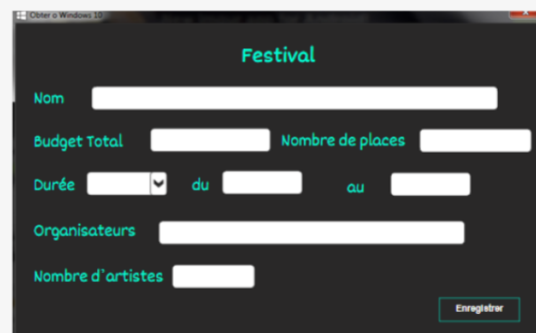 Obter o Windows 10
Festival
Nom
Budget Total Nombre de places
Durée du au
Organisateurs
Nombre d'artistes
Enregistrer